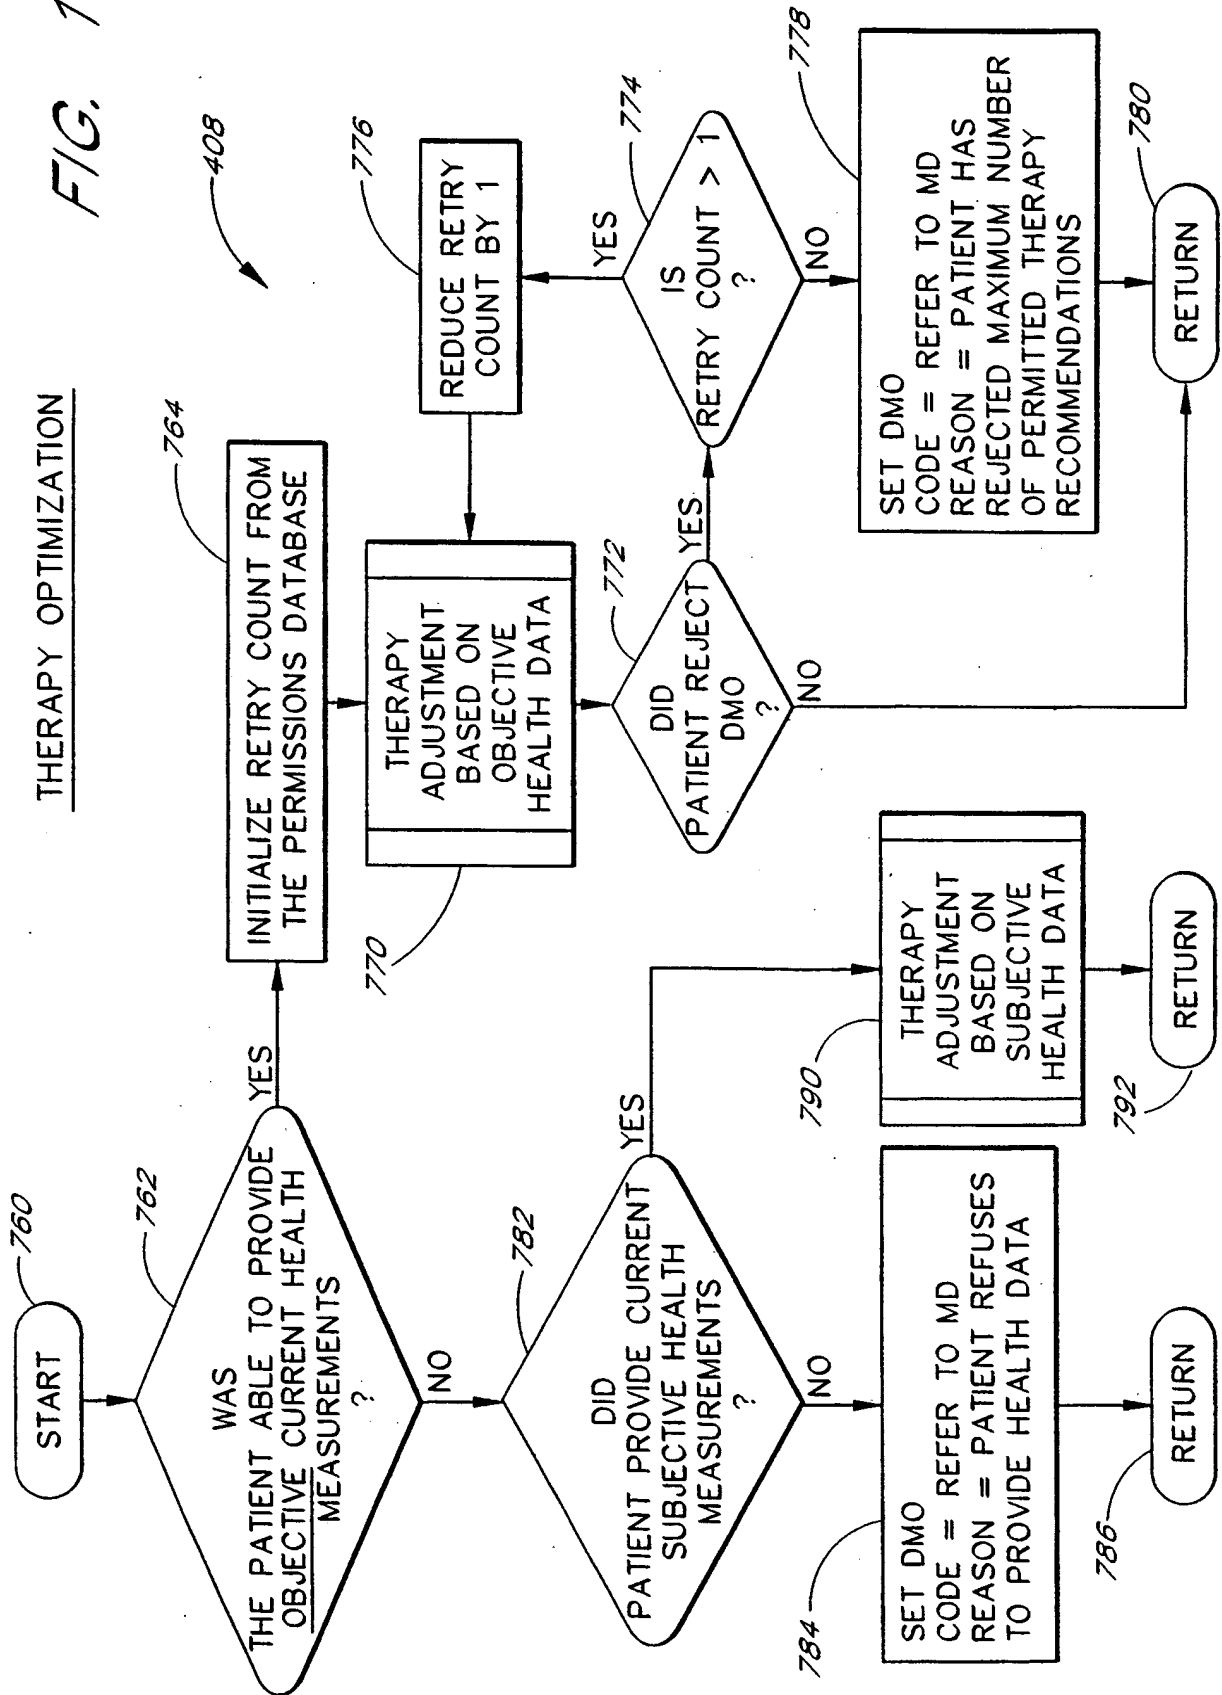 FIG. 1
THERAPY OPTIMIZATION
408
START
760
WAS
THE PATIENT ABLE TO PROVIDE
OBJECTIVE CURRENT HEALTH
MEASUREMENTS
?
762
YES
NO
INITIALIZE RETRY COUNT FROM
THE PERMISSIONS DATABASE
764
THERAPY
ADJUSTMENT
BASED ON
OBJECTIVE
HEALTH DATA
770
REDUCE RETRY
COUNT BY 1
776
DID
PATIENT REJECT
DMO
?
772
YES
NO
IS
RETRY COUNT > 1
?
774
YES
NO
SET DMO
CODE = REFER TO MD
REASON = PATIENT HAS
REJECTED MAXIMUM NUMBER
OF PERMITTED THERAPY
RECOMMENDATIONS
778
RETURN
780
DID
PATIENT PROVIDE CURRENT
SUBJECTIVE HEALTH
MEASUREMENTS
?
782
YES
NO
SET DMO
CODE = REFER TO MD
REASON = PATIENT REFUSES
TO PROVIDE HEALTH DATA
784
RETURN
786
THERAPY
ADJUSTMENT
BASED ON
SUBJECTIVE
HEALTH DATA
790
RETURN
792